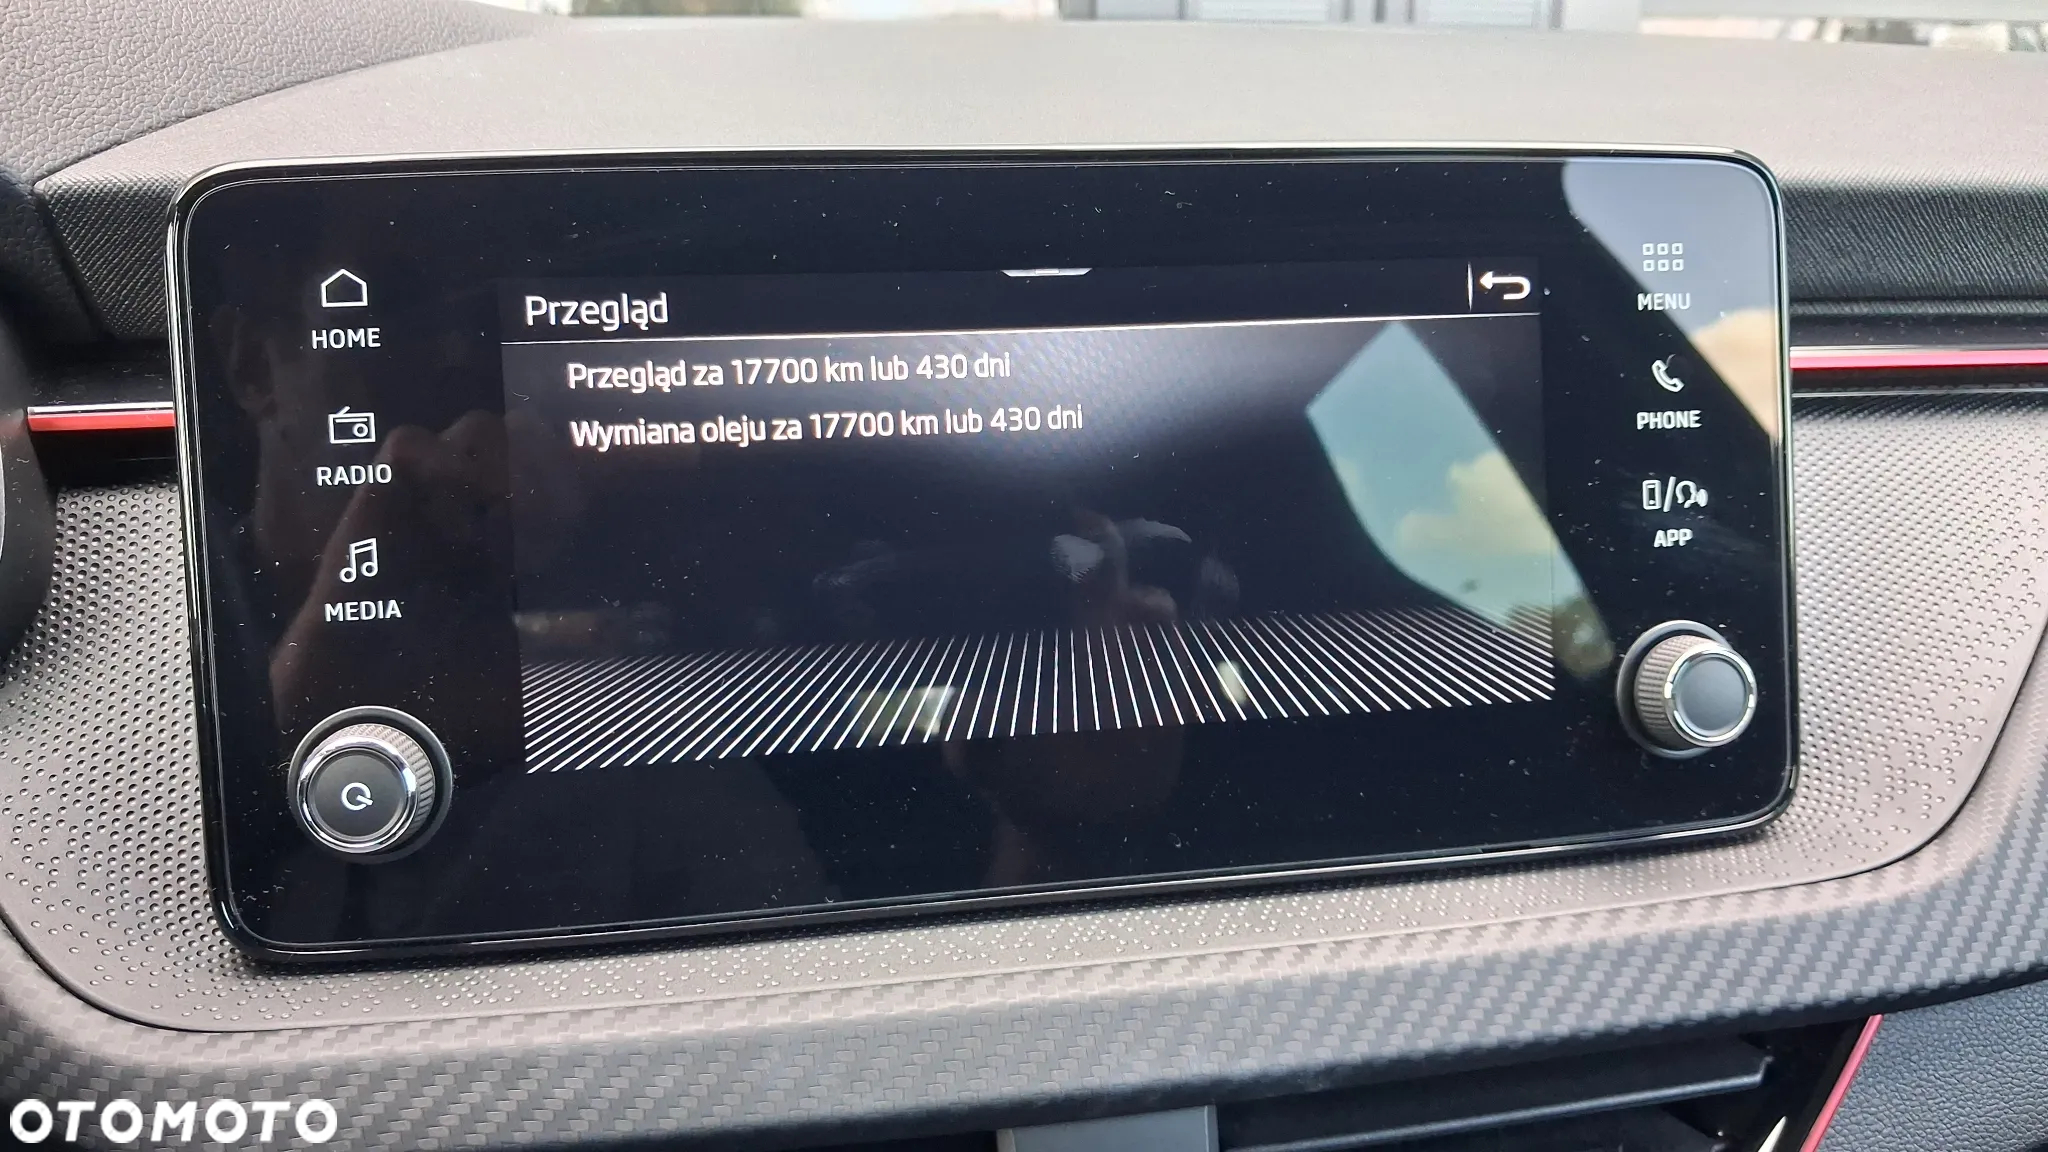 HOME
RADIO
MEDIA
Przegląd
Przegląd za 17700 km lub 430 dni
Wymiana oleju za 17700 km lub 430 dni
MENU
PHONE
APP
OTOMOTO